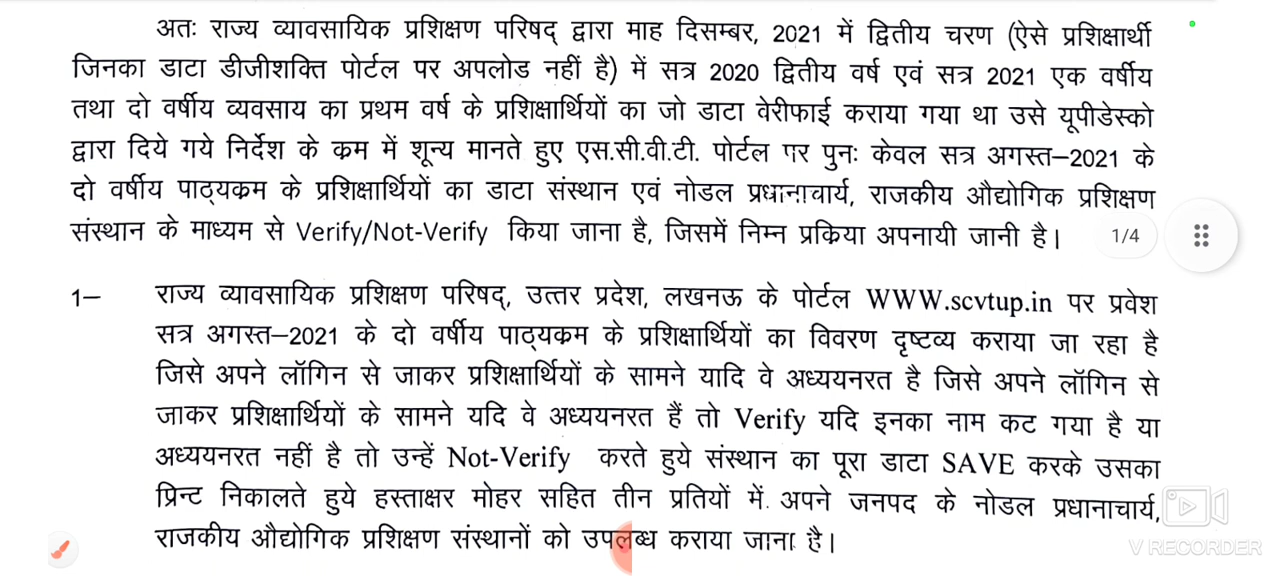 अतः राज्य व्यावसायिक प्रशिक्षण परिषद् द्वारा माह दिसम्बर, 2021 में द्वितीय चरण (ऐसे प्रशिक्षार्थी
जिनका डाटा डीजीशक्ति पोर्टल पर अपलोड नहीं है) में सत्र 2020 द्वितीय वर्ष एवं सत्र 2021 एक वर्षीय
तथा दो वर्षीय व्यवसाय का प्रथम वर्ष के प्रशिक्षार्थियों का जो डाटा वेरीफाई कराया गया था उसे यूपीडेस्को
द्वारा दिये गये निर्देश के क्रम में शून्य मानते हुए एस.सी.वी.टी. पोर्टल पर पुनः केवल सत्र अगस्त–2021 के
दो वर्षीय पाठ्यक्रम के प्रशिक्षार्थियों का डाटा संस्थान एवं नोडल प्रधानाचार्य, राजकीय औद्योगिक प्रशिक्षण
संस्थान के माध्यम से Verify/Not-Verify किया जाना है, जिसमें निम्न प्रक्रिया अपनायी जानी है।
1/4
1– राज्य व्यावसायिक प्रशिक्षण परिषद्, उत्तर प्रदेश, लखनऊ के पोर्टल WWW.scvtup.in पर प्रवेश
सत्र अगस्त–2021 के दो वर्षीय पाठ्यक्रम के प्रशिक्षार्थियों का विवरण दृष्टव्य कराया जा रहा है
जिसे अपने लॉगिन से जाकर प्रशिक्षार्थियों के सामने यादि वे अध्ययनरत है जिसे अपने लॉगिन से
जाकर प्रशिक्षार्थियों के सामने यदि वे अध्ययनरत हैं तो Verify यदि इनका नाम कट गया है या
अध्ययनरत नहीं है तो उन्हें Not-Verify करते हुये संस्थान का पूरा डाटा SAVE करके उसका
प्रिन्ट निकालते हुये हस्ताक्षर मोहर सहित तीन प्रतियों में अपने जनपद के नोडल प्रधानाचार्य,
राजकीय औद्योगिक प्रशिक्षण संस्थानों को उपलब्ध कराया जाना है।
V RECORDER